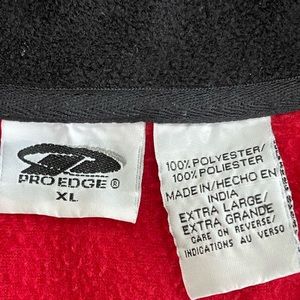 PRO EDGE ®
XL
100% POLYESTER/
100% POLIESTER
MADE IN/HECHO EN
INDIA
EXTRA LARGE/
EXTRA GRANDE
CARE ON REVERSE/
INDICATIONS AU VERSO